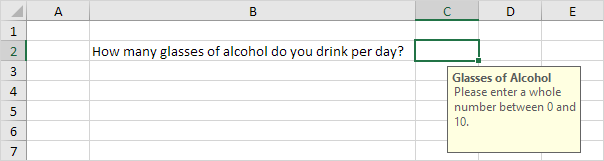 A B C D E
1
2 How many glasses of alcohol do you drink per day?
3
Glasses of Alcohol
4 Please enter a whole
5 number between 0 and
10.
6
7